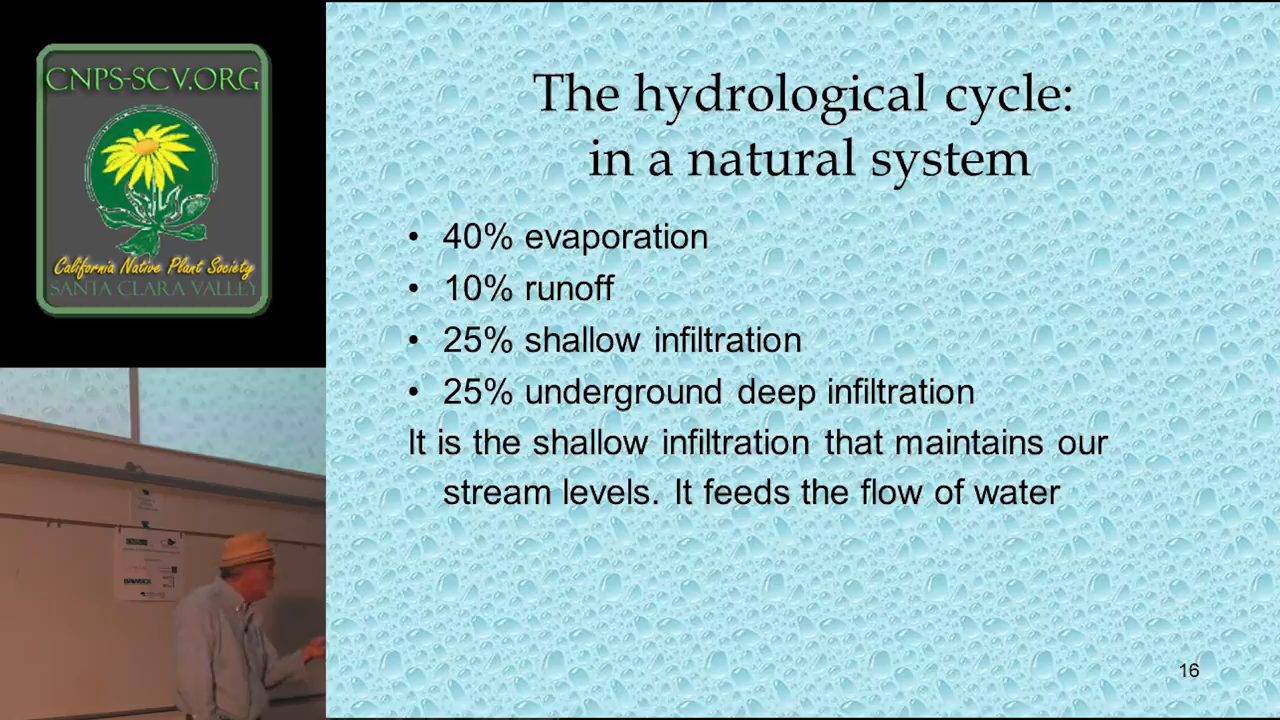 CNPS-SCV.ORG
California Native Plant Society
SANTA CLARA VALLEY
The hydrological cycle:
in a natural system
• 40% evaporation
• 10% runoff
• 25% shallow infiltration
• 25% underground deep infiltration
It is the shallow infiltration that maintains our
stream levels. It feeds the flow of water
BAWSCA
16